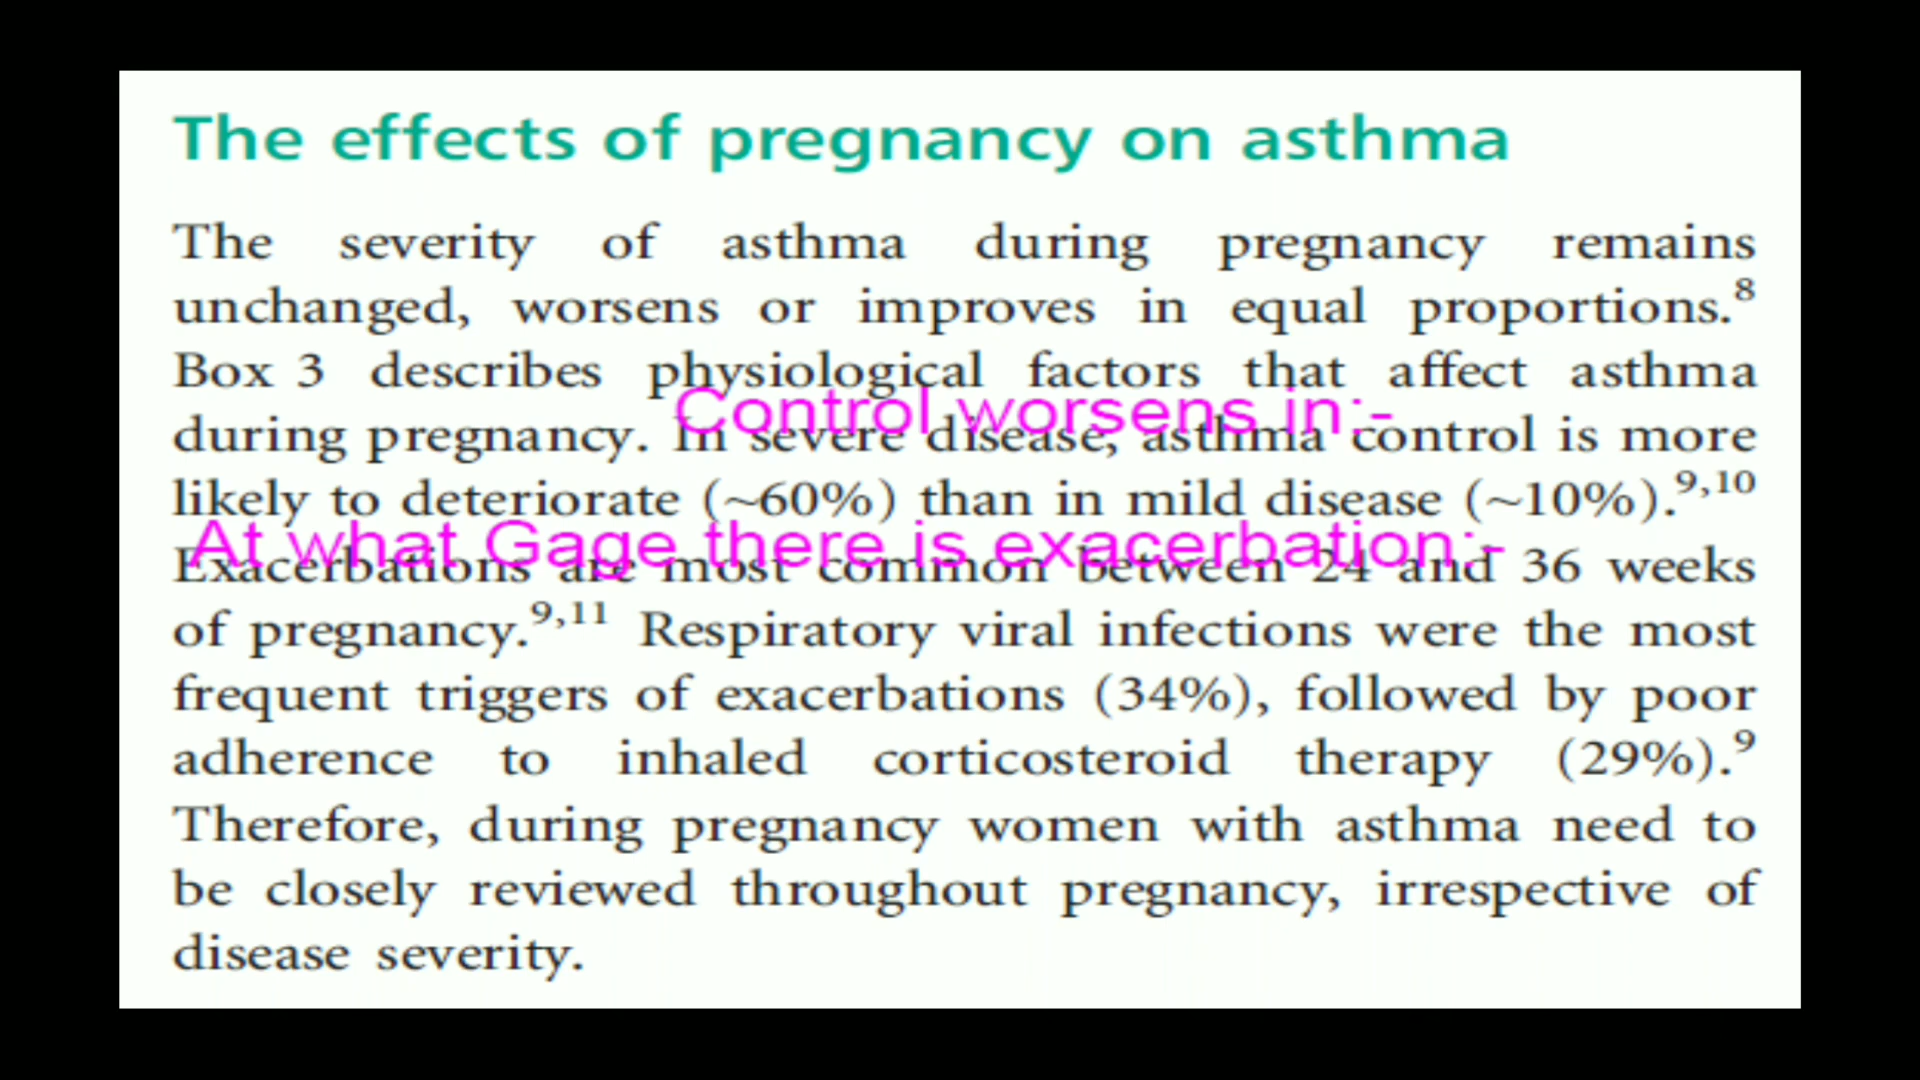 The effects of pregnancy on asthma
The severity of asthma during pregnancy remains
unchanged, worsens or improves in equal proportions.8
Box 3 describes physiological factors that affect asthma
Control worsens in:-
during pregnancy. In severe disease, asthma control is more
likely to deteriorate (~60%) than in mild disease (~10%).9,10
At what Gage there is exacerbation:-
Exacerbations are most common between 24 and 36 weeks
of pregnancy.9,11 Respiratory viral infections were the most
frequent triggers of exacerbations (34%), followed by poor
adherence to inhaled corticosteroid therapy (29%).9
Therefore, during pregnancy women with asthma need to
be closely reviewed throughout pregnancy, irrespective of
disease severity.